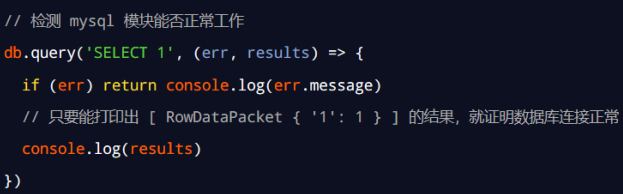 // 检测 mysql 模块能否正常工作
db.query('SELECT 1', (err, results) => {
  if (err) return console.log(err.message)
  // 只要能打印出 [ RowDataPacket { '1': 1 } ] 的结果，就证明数据库连接正常
  console.log(results)
})